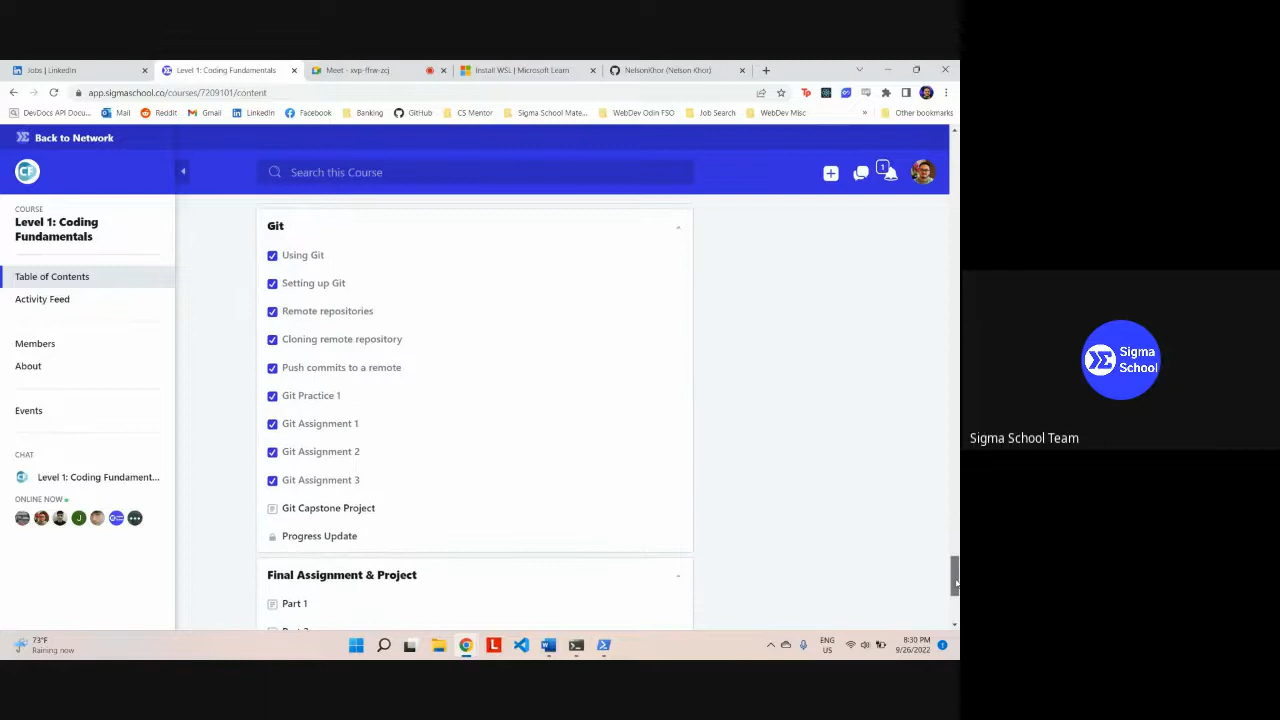 Jobs | LinkedIn
Level 1: Coding Fundamentals
Meet - xvp-ffrw-zcj
Install WSL | Microsoft Learn
NelsonKhor (Nelson Khor)
app.sigmaschool.co/courses/7209101/content
DevDocs API Docu...
Mail
Reddit
Gmail
LinkedIn
Facebook
Banking
GitHub
CS Mentor
Sigma School Mate...
WebDev Odin FSO
Job Search
WebDev Misc
»
Other bookmarks
Back to Network
CF
Search this Course
1
COURSE
Level 1: Coding
Fundamentals
Table of Contents
Activity Feed
Members
About
Events
CHAT
Level 1: Coding Fundament...
ONLINE NOW
J
Git
Using Git
Setting up Git
Remote repositories
Cloning remote repository
Push commits to a remote
Git Practice 1
Git Assignment 1
Git Assignment 2
Git Assignment 3
Git Capstone Project
Progress Update
Final Assignment & Project
Part 1
Sigma
School
Sigma School Team
73°F
Raining now
ENG
US
8:30 PM
9/26/2022
1